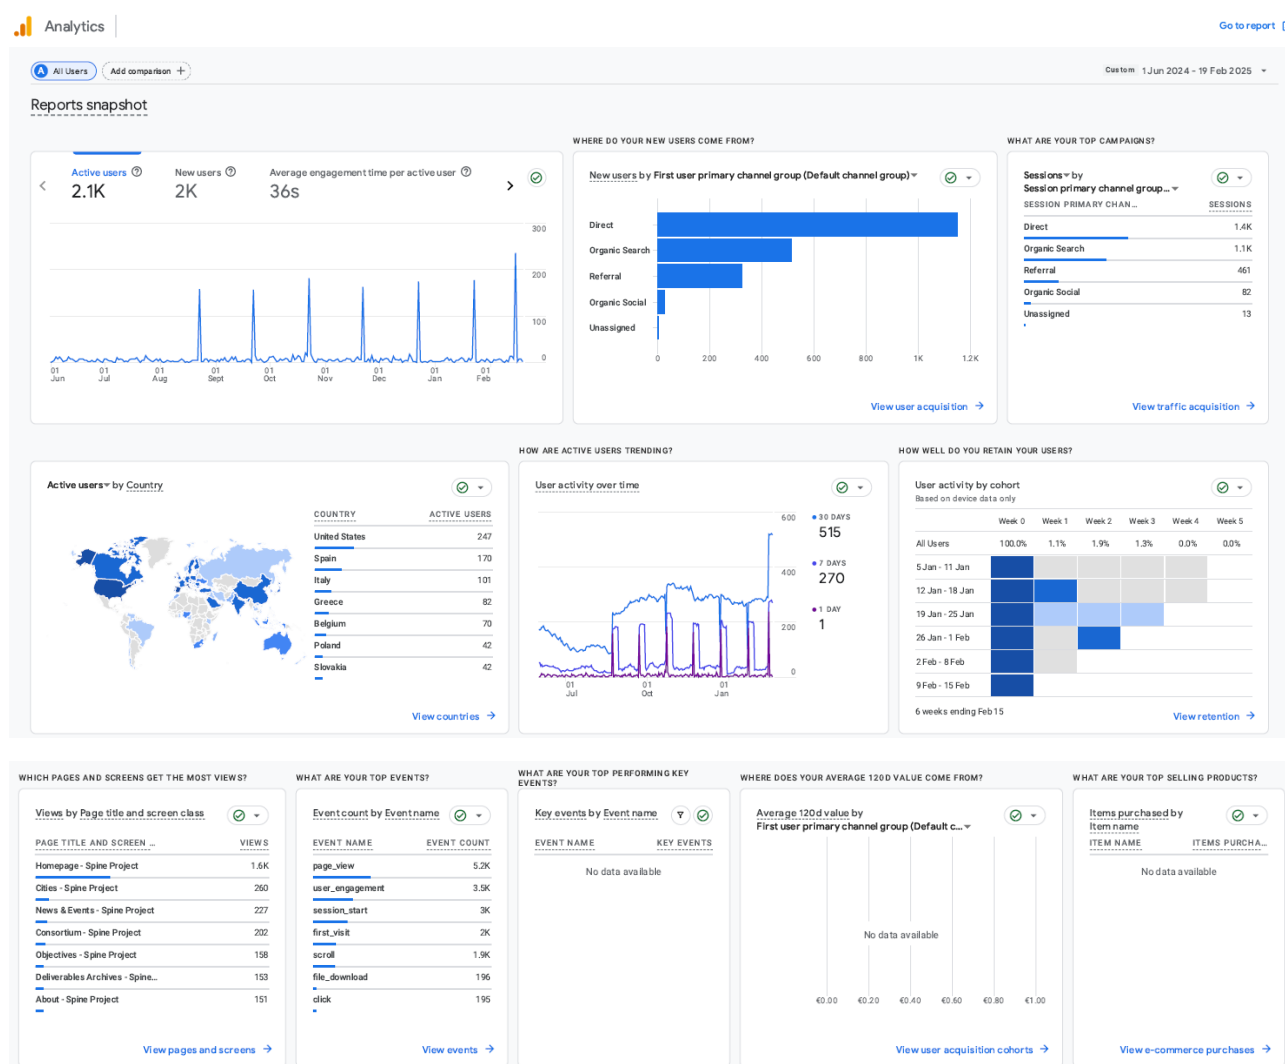 Analytics
Go to report
A All Users
Add comparison
Custom 1 Jun 2024 - 19 Feb 2025
Reports snapshot
Active users
2.1K
New users
2K
Average engagement time per active user
36s
300
200
100
0
01 Jun
01 Jul
01 Aug
01 Sept
01 Oct
01 Nov
01 Dec
01 Jan
01 Feb
WHERE DO YOUR NEW USERS COME FROM?
New users by First user primary channel group (Default channel group)
Direct
Organic Search
Referral
Organic Social
Unassigned
0 200 400 600 800 1K 1.2K
View user acquisition
WHAT ARE YOUR TOP CAMPAIGNS?
Sessions by
Session primary channel group...
SESSION PRIMARY CHAN... SESSIONS
Direct 1.4K
Organic Search 1.1K
Referral 461
Organic Social 82
Unassigned 13
View traffic acquisition
Active users by Country
COUNTRY ACTIVE USERS
United States 247
Spain 170
Italy 101
Greece 82
Belgium 70
Poland 42
Slovakia 42
View countries
HOW ARE ACTIVE USERS TRENDING?
User activity over time
600
400
200
0
01 Jul
01 Oct
01 Jan
30 DAYS
515
7 DAYS
270
1 DAY
1
HOW WELL DO YOU RETAIN YOUR USERS?
User activity by cohort
Based on device data only
Week 0 Week 1 Week 2 Week 3 Week 4 Week 5
All Users 100.0% 1.1% 1.9% 1.3% 0.0% 0.0%
5 Jan - 11 Jan
12 Jan - 18 Jan
19 Jan - 25 Jan
26 Jan - 1 Feb
2 Feb - 8 Feb
9 Feb - 15 Feb
6 weeks ending Feb 15
View retention
WHICH PAGES AND SCREENS GET THE MOST VIEWS?
Views by Page title and screen class
PAGE TITLE AND SCREEN ... VIEWS
Homepage - Spine Project 1.6K
Cities - Spine Project 260
News & Events - Spine Project 227
Consortium - Spine Project 202
Objectives - Spine Project 158
Deliverables Archives - Spine... 153
About - Spine Project 151
View pages and screens
WHAT ARE YOUR TOP EVENTS?
Event count by Event name
EVENT NAME EVENT COUNT
page_view 5.2K
user_engagement 3.5K
session_start 3K
first_visit 2K
scroll 1.9K
file_download 196
click 195
View events
WHAT ARE YOUR TOP PERFORMING KEY
EVENTS?
Key events by Event name
EVENT NAME KEY EVENTS
No data available
WHERE DOES YOUR AVERAGE 120D VALUE COME FROM?
Average 120d value by
First user primary channel group (Default c...
No data available
€0.00 €0.20 €0.40 €0.60 €0.80 €1.00
View user acquisition cohorts
WHAT ARE YOUR TOP SELLING PRODUCTS?
Items purchased by
Item name
ITEM NAME ITEMS PURCHA...
No data available
View e-commerce purchases